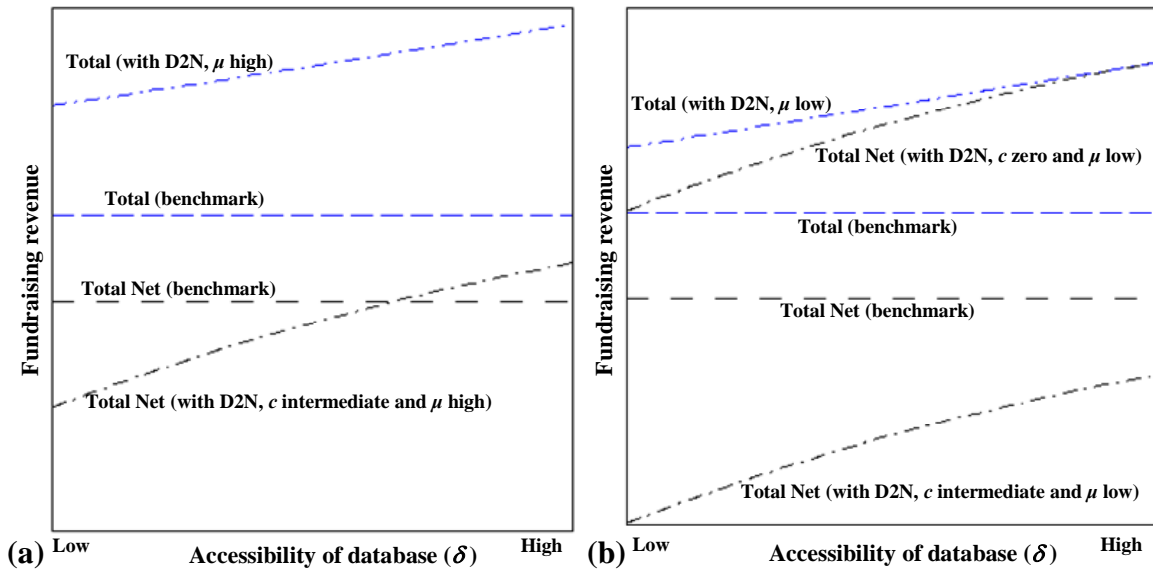 Total (with D2N, μ high)
Total (benchmark)
Total Net (benchmark)
Total Net (with D2N, c intermediate and μ high)
Fundraising revenue
(a)
Low
Accessibility of database (δ)
High
Total (with D2N, μ low)
Total Net (with D2N, c zero and μ low)
Total (benchmark)
Total Net (benchmark)
Total Net (with D2N, c intermediate and μ low)
Fundraising revenue
(b)
Low
Accessibility of database (δ)
High